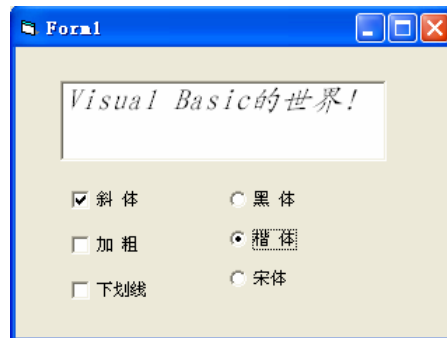 Form1
Visual Basic的世界!
斜 体
黑 体
加 粗
楷 体
下划线
宋体